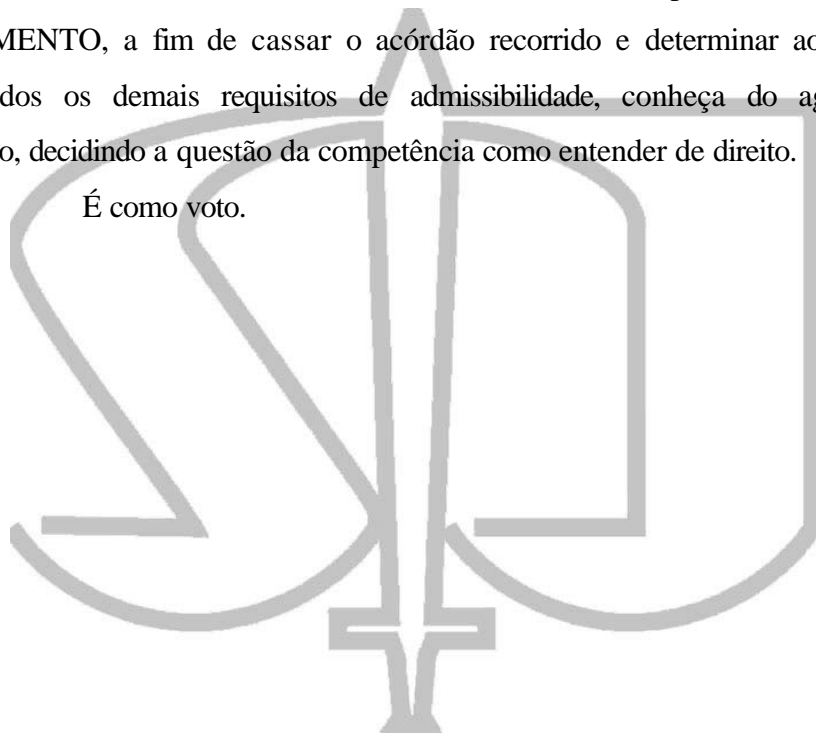 MENTO, a fim de cassar o acórdão recorrido e determinar ao
dos os demais requisitos de admissibilidade, conheça do ag
o, decidindo a questão da competência como entender de direito.
É como voto.